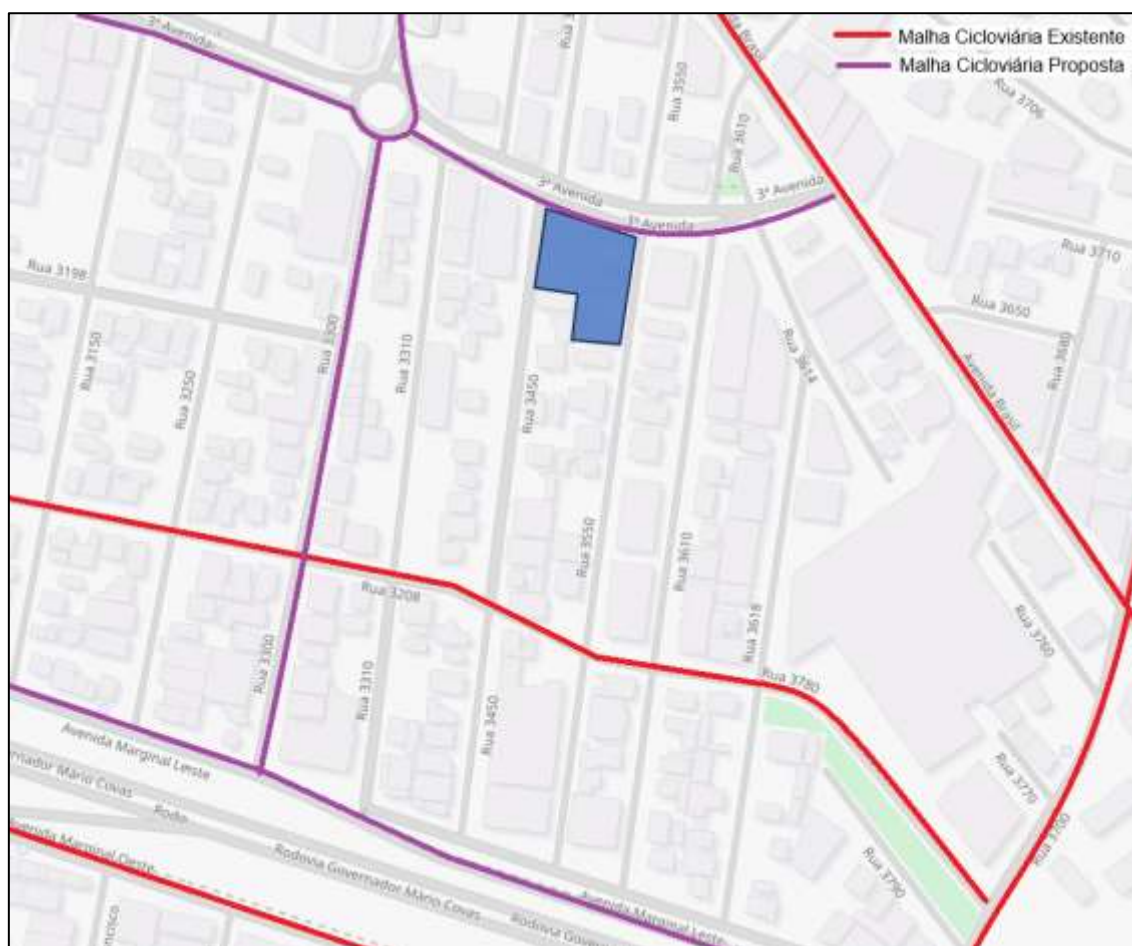 Malha Cicloviária Existente
Malha Cicloviária Proposta
3ª Avenida
Rua 3550
Rua 3610
Rua 3706
3ª Avenida
3ª Avenida
3ª Avenida
Rua 3710
Rua 3198
Rua 3150
Rua 3250
Rua 3300
Rua 3310
Rua 3450
Rua 3614
Rua 3650
Rua 3680
Avenida Brasil
Rua 3550
Rua 3610
Rua 3618
Rua 3208
Rua 3760
Rua 3300
Rua 3310
Rua 3450
Rua 3780
Avenida Marginal Leste
Rua 3770
Rua 3700
ernador Mário Covas
Rodo
Avenida Marginal Oeste
Rodovia Governador Mário Covas
Rua 3790
Avenida Marginal Leste
Rodovia Gover
ncisco